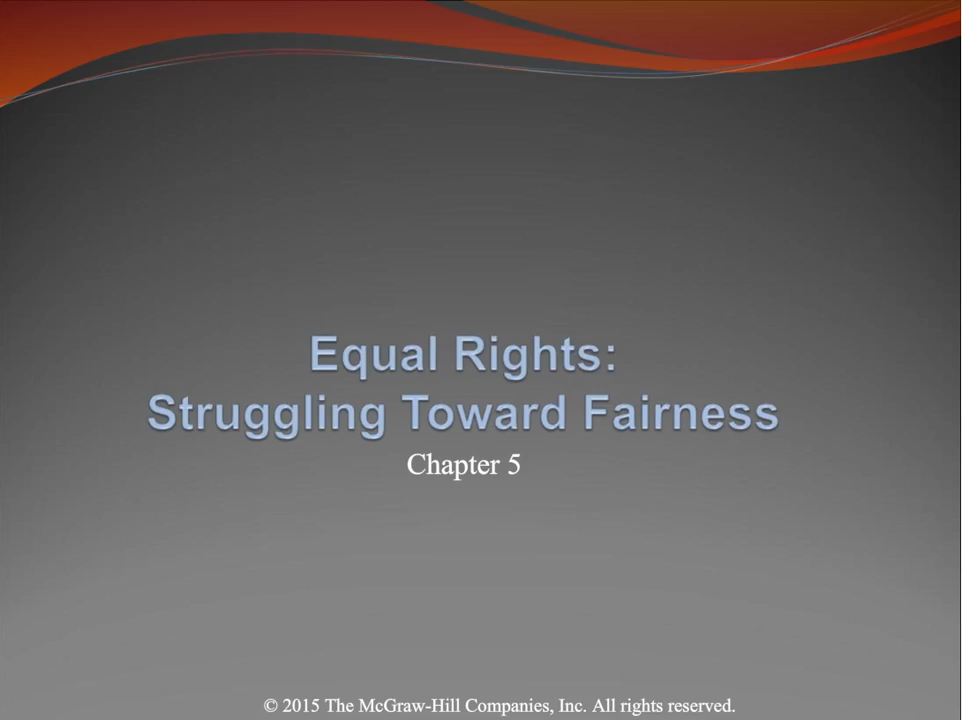 Equal Rights:
Struggling Toward Fairness
Chapter 5
© 2015 The McGraw-Hill Companies, Inc. All rights reserved.